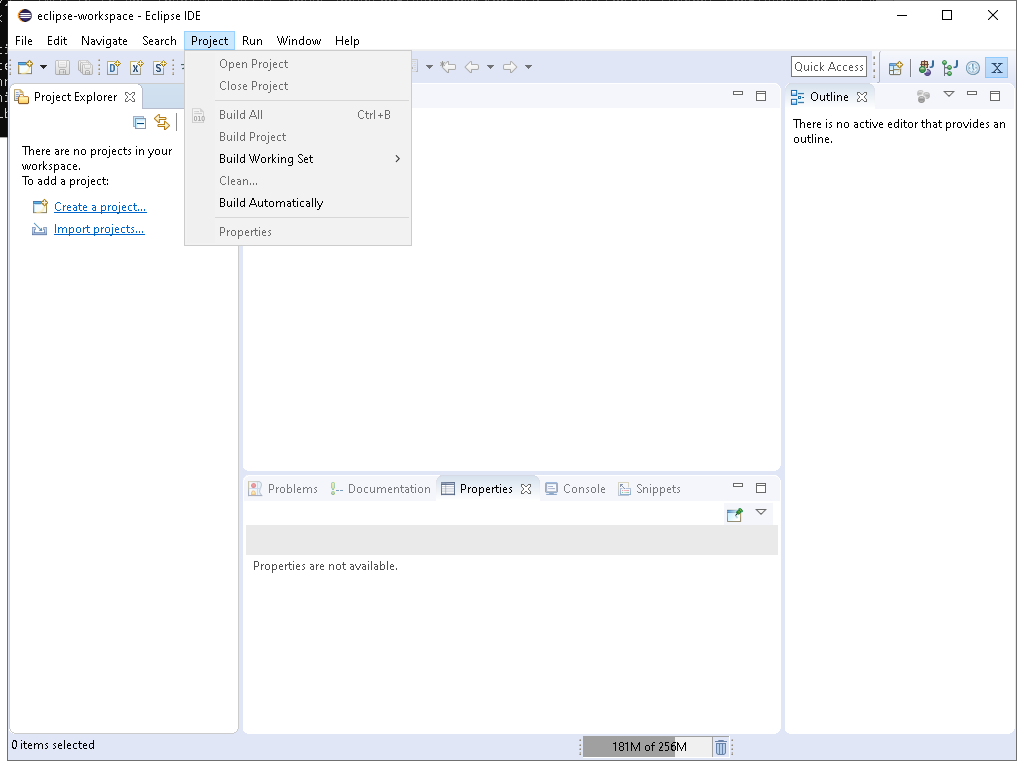 eclipse-workspace - Eclipse IDE
File Edit Navigate Search Project Run Window Help
Quick Access
Open Project
Close Project
Build All Ctrl+B
Build Project
Build Working Set
Clean...
Build Automatically
Properties
Project Explorer
There are no projects in your
workspace.
To add a project:
Create a project...
Import projects...
Outline
There is no active editor that provides an
outline.
Problems Documentation Properties Console Snippets
Properties are not available.
0 items selected
181M of 256M